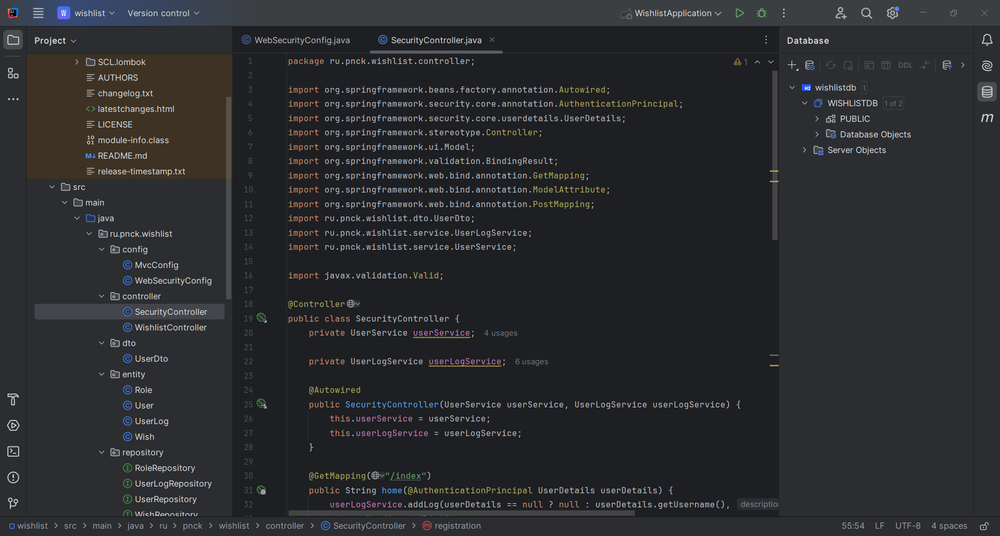 W wishlist Version control WishlistApplication
Project
SCL.lombok
AUTHORS
changelog.txt
<> latestchanges.html
LICENSE
module-info.class
M↓ README.md
release-timestamp.txt
src
main
java
ru.pnck.wishlist
config
MvcConfig
WebSecurityConfig
controller
SecurityController
WishlistController
dto
UserDto
entity
Role
User
UserLog
Wish
repository
RoleRepository
UserLogRepository
UserRepository
WishRepository
WebSecurityConfig.java SecurityController.java
1 package ru.pnck.wishlist.controller; 1
2
3 import org.springframework.beans.factory.annotation.Autowired;
4 import org.springframework.security.core.annotation.AuthenticationPrincipal;
5 import org.springframework.security.core.userdetails.UserDetails;
6 import org.springframework.stereotype.Controller;
7 import org.springframework.ui.Model;
8 import org.springframework.validation.BindingResult;
9 import org.springframework.web.bind.annotation.GetMapping;
10 import org.springframework.web.bind.annotation.ModelAttribute;
11 import org.springframework.web.bind.annotation.PostMapping;
12 import ru.pnck.wishlist.dto.UserDto;
13 import ru.pnck.wishlist.service.UserLogService;
14 import ru.pnck.wishlist.service.UserService;
15
16 import javax.validation.Valid;
17
18 @Controller
19 public class SecurityController {
20 private UserService userService; 4 usages
21
22 private UserLogService userLogService; 6 usages
23
24 @Autowired
25 public SecurityController(UserService userService, UserLogService userLogService) {
26 this.userService = userService;
27 this.userLogService = userLogService;
28 }
29
30 @GetMapping("/index")
31 public String home(@AuthenticationPrincipal UserDetails userDetails) {
32 userLogService.addLog(userDetails == null ? null : userDetails.getUsername(), description
Database
DDL
wishlistdb 1
WISHLISTDB 1 of 2
PUBLIC
Database Objects
Server Objects
wishlist > src > main > java > ru > pnck > wishlist > controller > SecurityController > registration 55:54 LF UTF-8 4 spaces